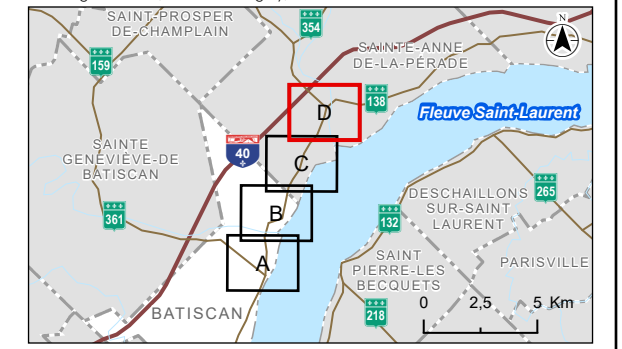 SAINT-PROSPER
DE-CHAMPLAIN
354
N
SAINTE-ANNE
DE-LA-PÉRADE
159
138
D
Fleuve Saint-Laurent
SAINTE
GENEVIÈVE-DE
BATISCAN
40
C
DESCHAILLONS
SUR-SAINT
LAURENT
265
361
B
132
A
SAINT
PIERRE-LES
BECQUETS
PARISVILLE
BATISCAN
218
0 2,5 5 Km